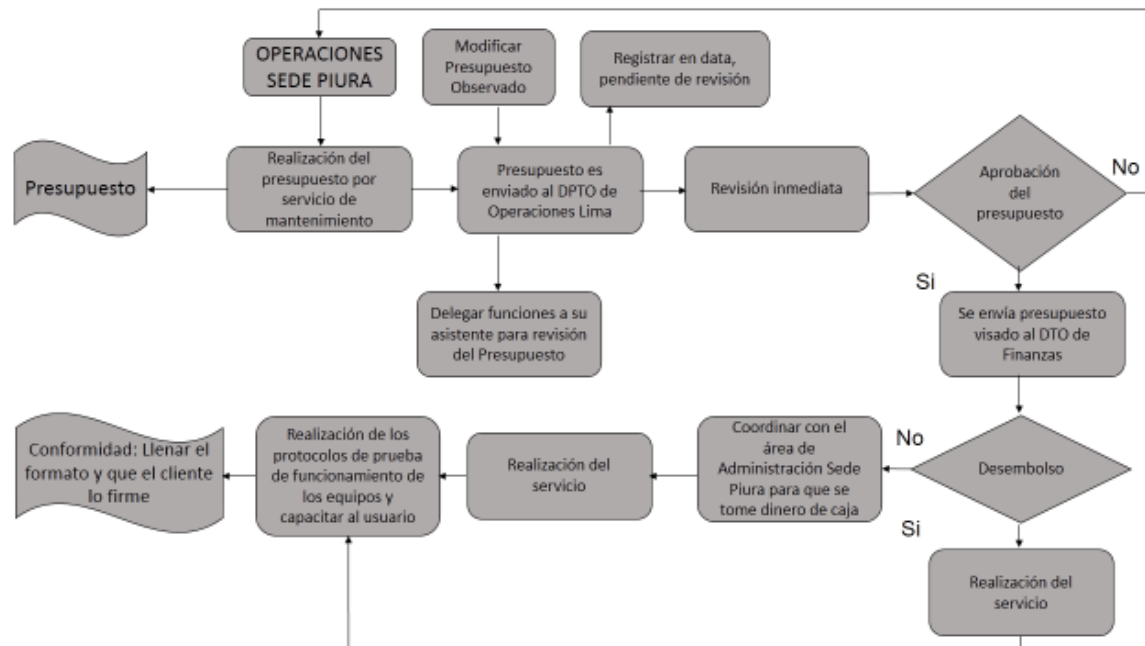 OPERACIONES
SEDE PIURA
Modificar
Presupuesto
Observado
Registrar en data,
pendiente de revisión
Presupuesto
Realización del
presupuesto por
servicio de
mantenimiento
Presupuesto es
enviado al DPTO de
Operaciones Lima
Revisión inmediata
Aprobación
del
presupuesto
No
Si
Delegar funciones a su
asistente para revisión
del Presupuesto
Se envía presupuesto
visado al DTO de
Finanzas
Conformidad: Llenar el
formato y que el cliente
lo firme
Realización de los
protocolos de prueba
de funcionamiento de
los equipos y
capacitar al usuario
Realización del
servicio
Coordinar con el
área de
Administración Sede
Piura para que se
tome dinero de caja
No
Desembolso
Si
Realización del
servicio